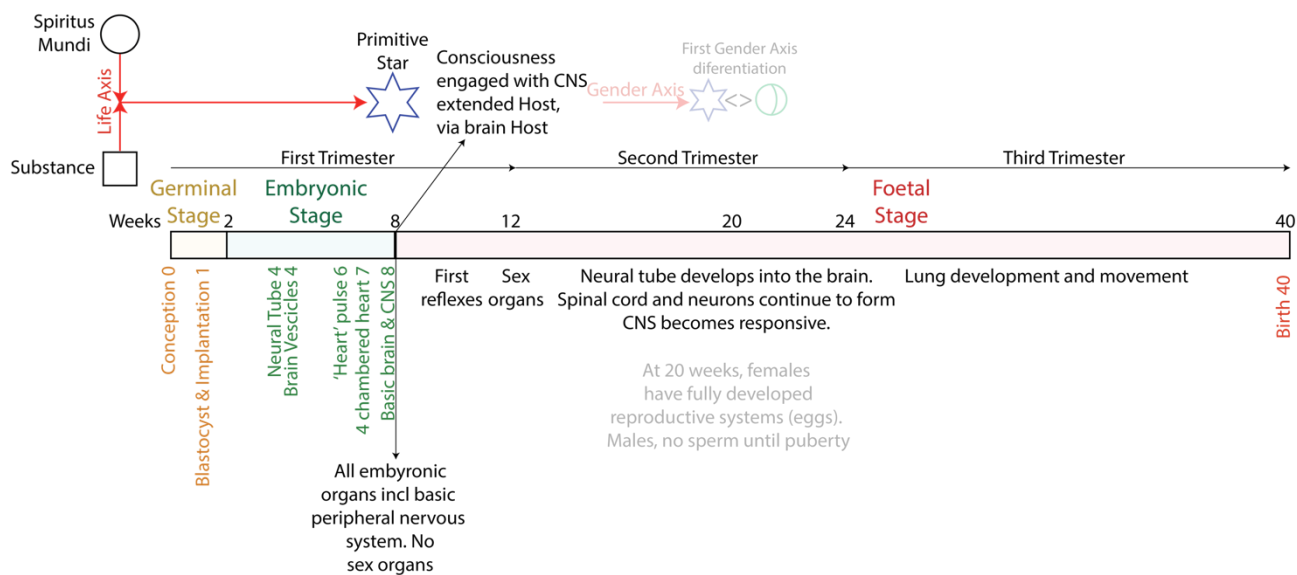 Spiritus
Mundi
Life Axis
Substance
Primitive
Star
Consciousness
engaged with CNS
extended Host,
via brain Host
Gender Axis
First Gender Axis
diferentiation
<>
First Trimester
Second Trimester
Third Trimester
Germinal
Stage
Embryonic
Stage
Foetal
Stage
Weeks
2
8
12
20
24
40
Conception 0
Blastocyst & Implantation 1
Neural Tube 4
Brain Vescicles 4
'Heart' pulse 6
4 chambered heart 7
Basic brain & CNS 8
First
reflexes
Sex
organs
Neural tube develops into the brain.
Spinal cord and neurons continue to form
CNS becomes responsive.
Lung development and movement
Birth 40
At 20 weeks, females
have fully developed
reproductive systems (eggs).
Males, no sperm until puberty
All embyronic
organs incl basic
peripheral nervous
system. No
sex organs